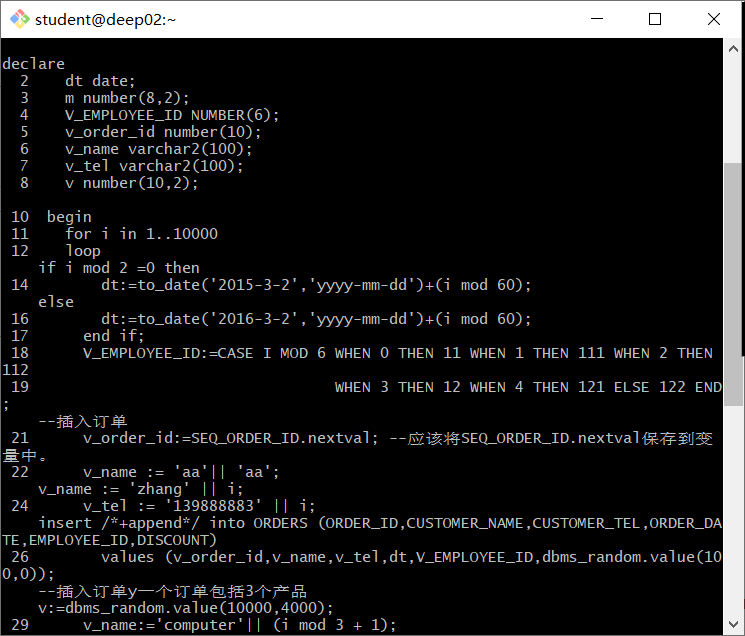 student@deep02:~
declare
  2    dt date;
  3    m number(8,2);
  4    V_EMPLOYEE_ID NUMBER(6);
  5    v_order_id number(10);
  6    v_name varchar2(100);
  7    v_tel varchar2(100);
  8    v number(10,2);
 10  begin
 11    for i in 1..10000
 12    loop
    if i mod 2 =0 then
 14        dt:=to_date('2015-3-2','yyyy-mm-dd')+(i mod 60);
    else
 16        dt:=to_date('2016-3-2','yyyy-mm-dd')+(i mod 60);
 17      end if;
 18      V_EMPLOYEE_ID:=CASE I MOD 6 WHEN 0 THEN 11 WHEN 1 THEN 111 WHEN 2 THEN
112
 19                                  WHEN 3 THEN 12 WHEN 4 THEN 121 ELSE 122 END
;
    --插入订单
 21      v_order_id:=SEQ_ORDER_ID.nextval; --应该将SEQ_ORDER_ID.nextval保存到变
量中。
 22      v_name := 'aa'|| 'aa';
    v_name := 'zhang' || i;
 24      v_tel := '139888883' || i;
    insert /*+append*/ into ORDERS (ORDER_ID,CUSTOMER_NAME,CUSTOMER_TEL,ORDER_DA
TE,EMPLOYEE_ID,DISCOUNT)
 26        values (v_order_id,v_name,v_tel,dt,V_EMPLOYEE_ID,dbms_random.value(10
0,0));
    --插入订单y一个订单包括3个产品
    v:=dbms_random.value(10000,4000);
 29      v_name:='computer'|| (i mod 3 + 1);